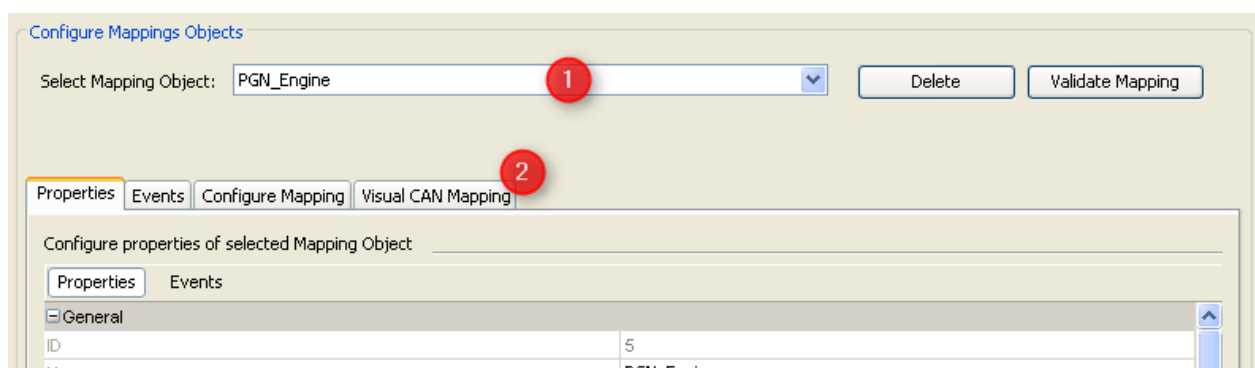 Configure Mappings Objects
Select Mapping Object: PGN_Engine 1 Delete Validate Mapping
2
Properties Events Configure Mapping Visual CAN Mapping
Configure properties of selected Mapping Object
Properties Events
General
ID 5